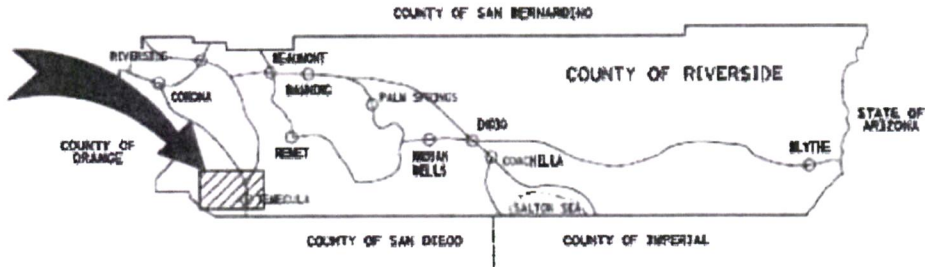 COUNTY OF SAN BERNARDINO
RIVERSIDE
BEAUMONT
COUNTY OF RIVERSIDE
BANNING
PALM SPRINGS
CORONA
STATE OF
ARIZONA
COUNTY OF
ORANGE
HEMET
INDIO
INDIAN
WELLS
COACHELLA
BLYTHE
TEMECULA
SALTON SEA
COUNTY OF SAN DIEGO
COUNTY OF IMPERIAL